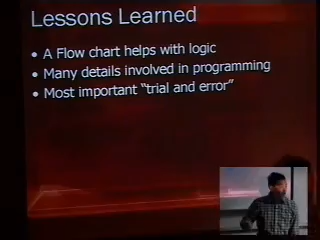 Lessons Learned
• A Flow chart helps with logic
• Many details involved in programming
• Most important “trial and error”